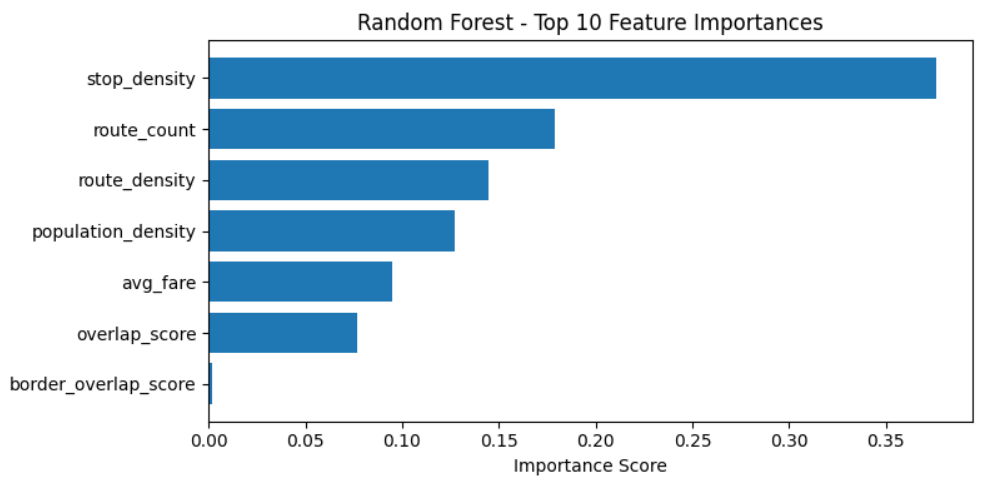 Random Forest - Top 10 Feature Importances
stop_density
route_count
route_density
population_density
avg_fare
overlap_score
border_overlap_score
0.00 0.05 0.10 0.15 0.20 0.25 0.30 0.35
Importance Score